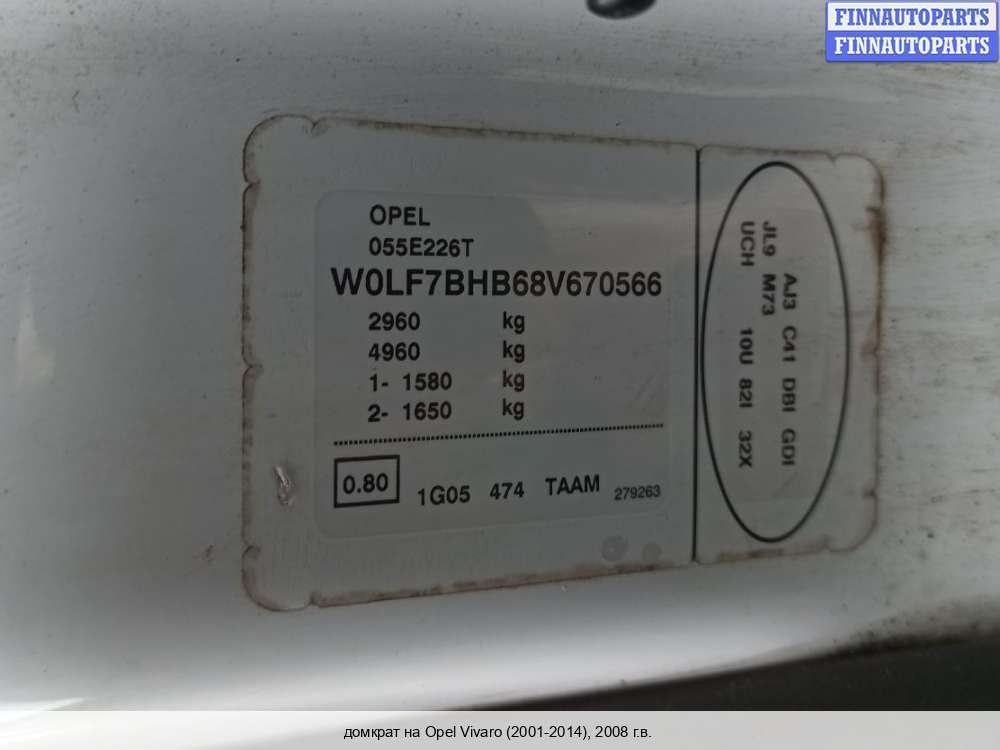 FINNAUTOPARTS
FINNAUTOPARTS
OPEL
055E226T
W0LF7BHB68V670566
2960 kg
4960 kg
1- 1580 kg
2- 1650 kg
0.80 1G05 474 TAAM 279263
AJ3 C41 DBI GDI
JL9 M73 10U 82I 32X
UCH
домкрат на Opel Vivaro (2001-2014), 2008 г.в.